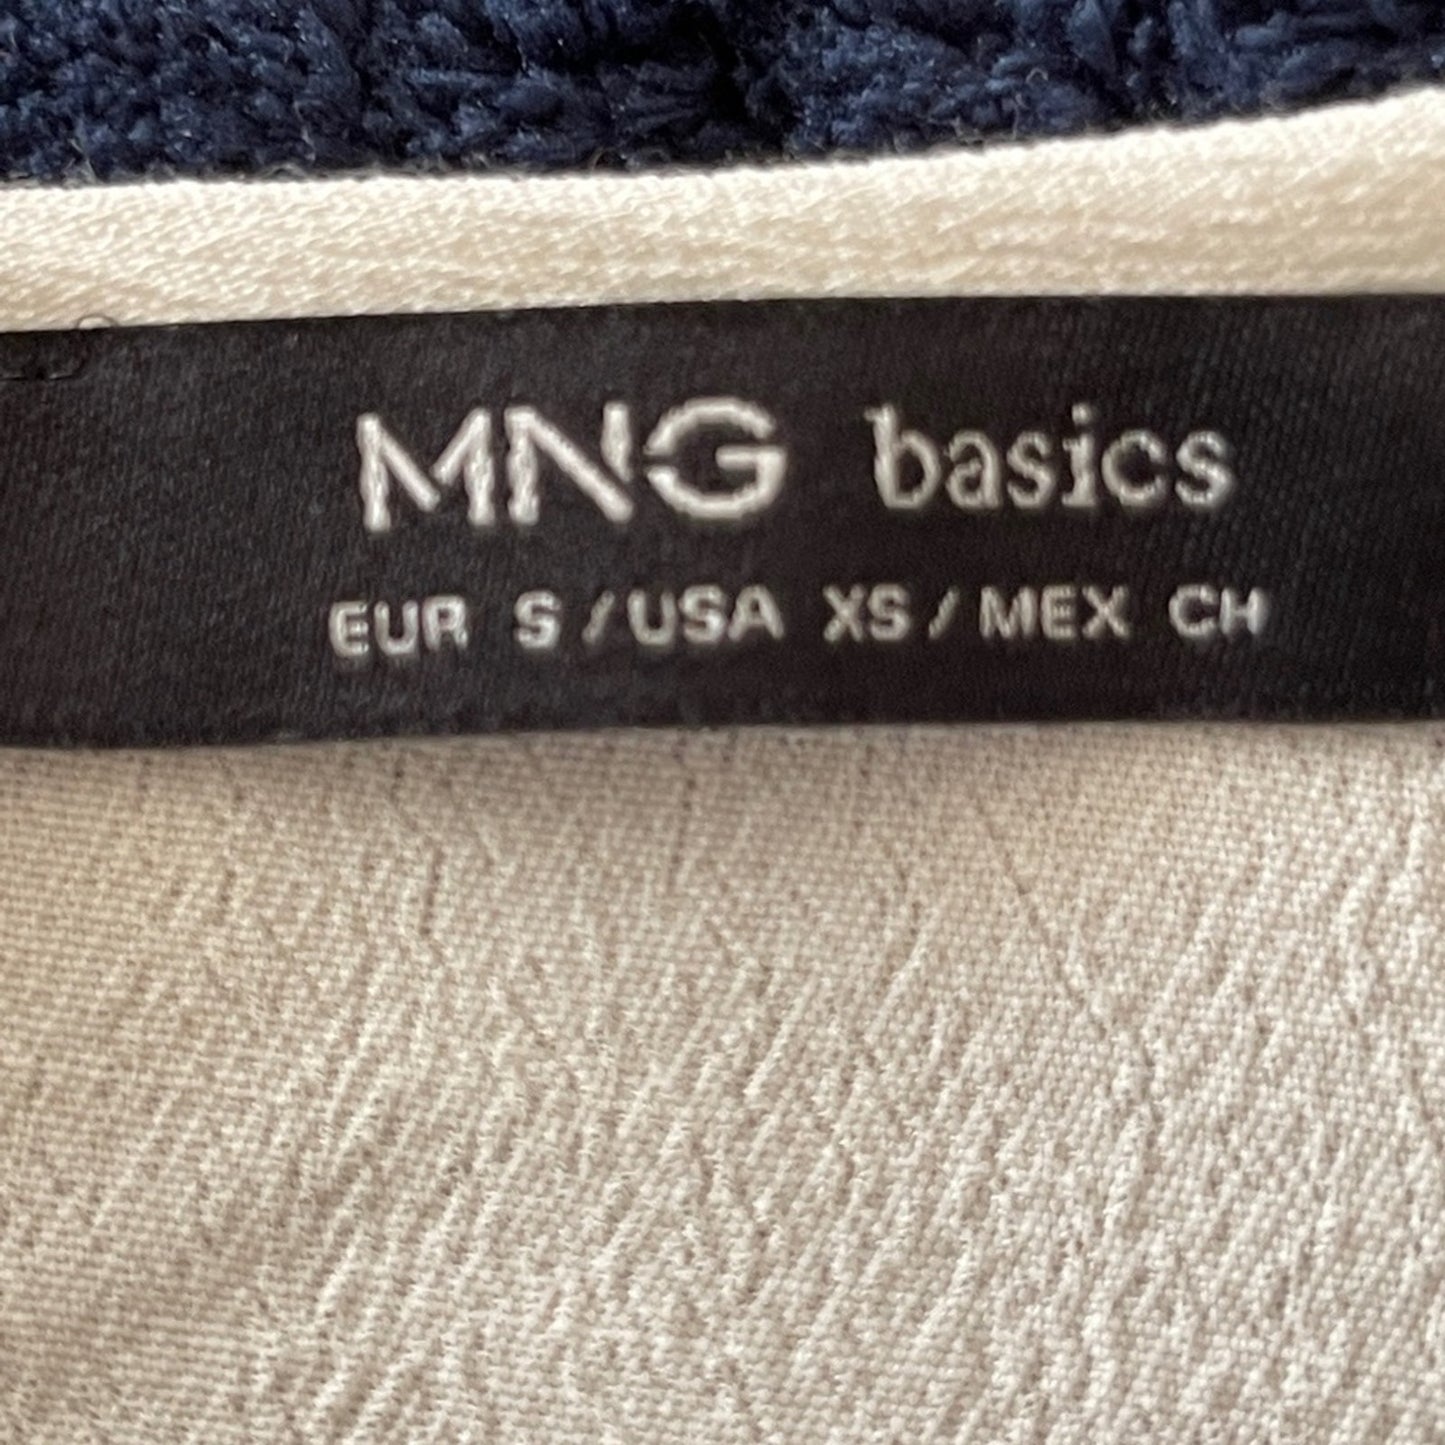 MNG basics
EUR S / USA XS / MEX CH